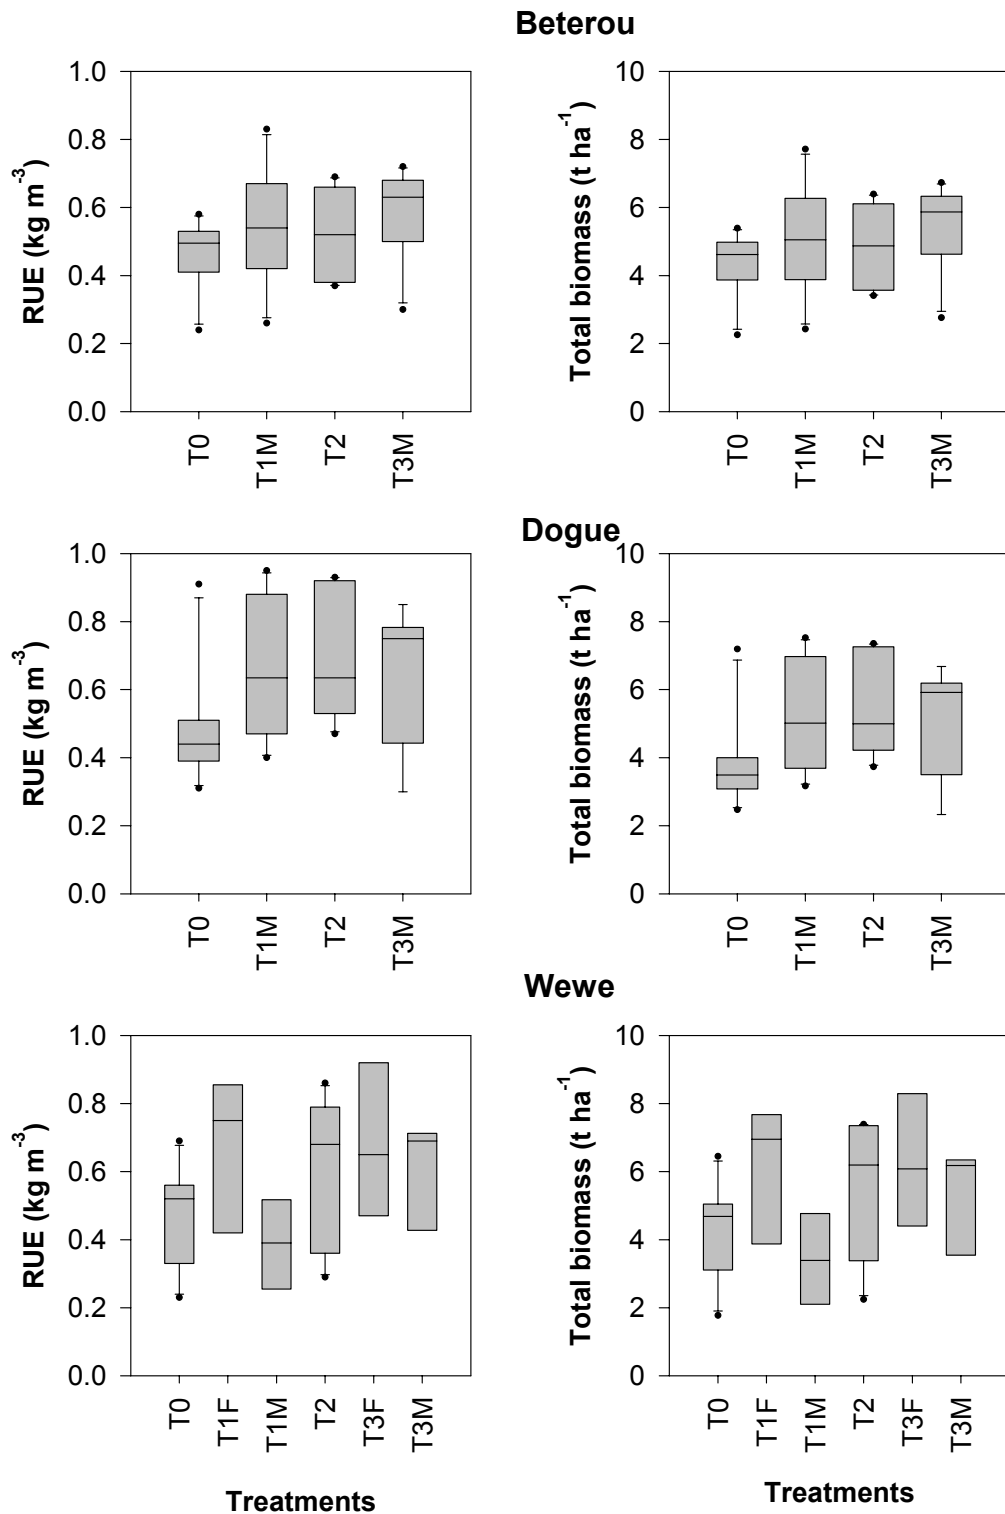 Beterou
RUE (kg m-3)
1.0
0.8
0.6
0.4
0.2
0.0
T0 T1M T2 T3M
Total biomass (t ha-1)
10
8
6
4
2
0
T0 T1M T2 T3M
Dogue
RUE (kg m-3)
1.0
0.8
0.6
0.4
0.2
0.0
T0 T1M T2 T3M
Total biomass (t ha-1)
10
8
6
4
2
0
T0 T1M T2 T3M
Wewe
RUE (kg m-3)
1.0
0.8
0.6
0.4
0.2
0.0
T0 T1F T1M T2 T3F T3M
Treatments
Total biomass (t ha-1)
10
8
6
4
2
0
T0 T1F T1M T2 T3F T3M
Treatments